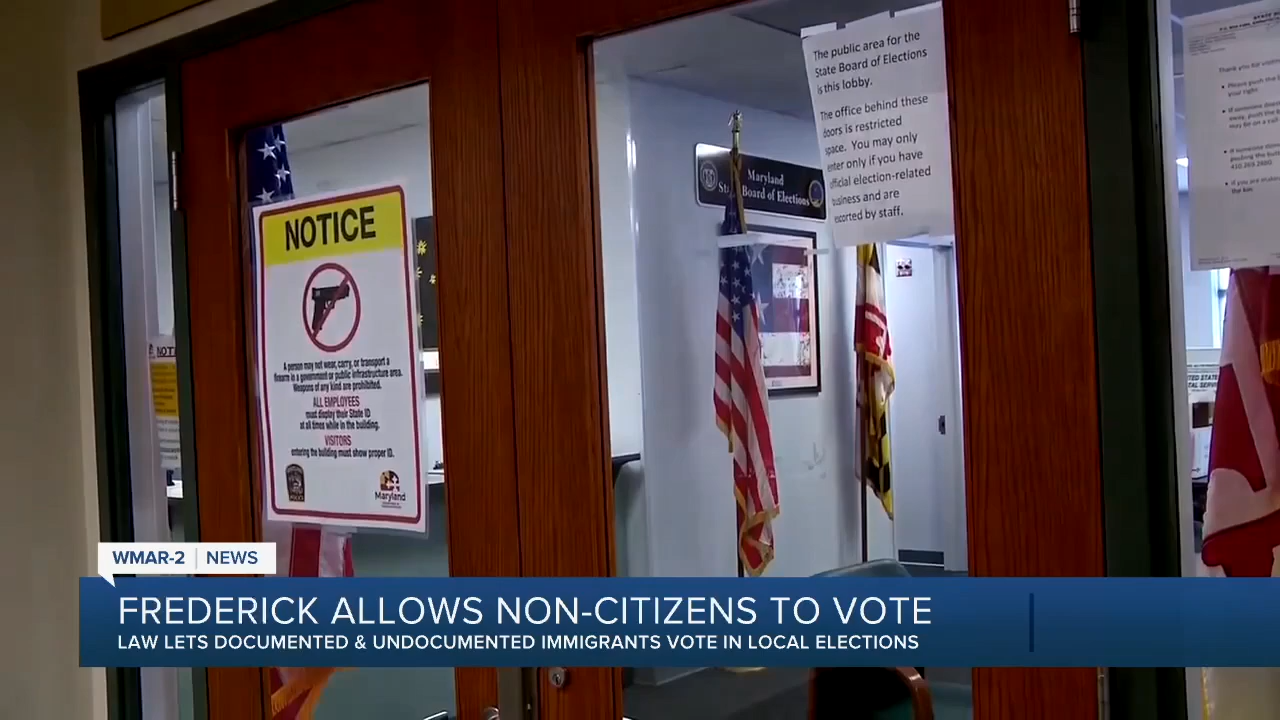 The public area for the
State Board of Elections
is this lobby.
The office behind these
doors is restricted
space. You may only
enter only if you have
official election-related
business and are
escorted by staff.
Maryland
State Board of Elections
NOTICE
A person may not wear, carry, or transport a
firearm in a government or public infrastructure area.
Weapons of any kind are prohibited.
ALL EMPLOYEES
must display their State ID
at all times while in the building.
VISITORS
entering the building must show proper ID.
Maryland
NOT
WMAR-2 | NEWS
FREDERICK ALLOWS NON-CITIZENS TO VOTE
LAW LETS DOCUMENTED & UNDOCUMENTED IMMIGRANTS VOTE IN LOCAL ELECTIONS